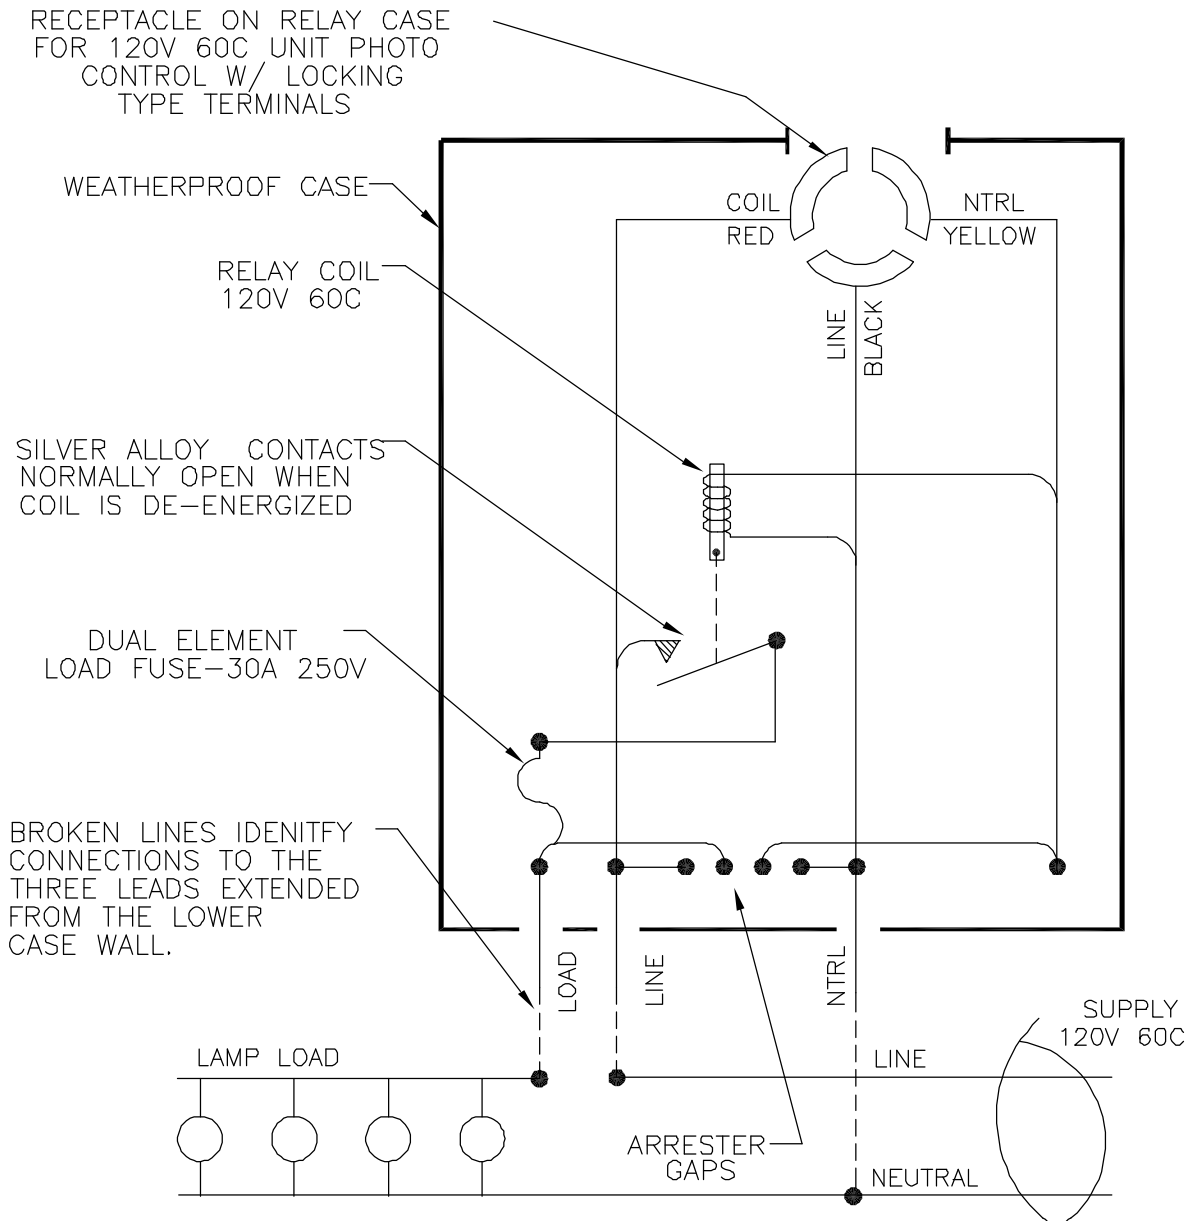 RECEPTACLE ON RELAY CASE
FOR 120V 60C UNIT PHOTO
CONTROL W/ LOCKING
TYPE TERMINALS
WEATHERPROOF CASE
COIL
RED
NTRL
YELLOW
RELAY COIL
120V 60C
LINE
BLACK
SILVER ALLOY CONTACTS
NORMALLY OPEN WHEN
COIL IS DE-ENERGIZED
DUAL ELEMENT
LOAD FUSE-30A 250V
BROKEN LINES IDENITFY
CONNECTIONS TO THE
THREE LEADS EXTENDED
FROM THE LOWER
CASE WALL.
LOAD
LINE
NTRL
SUPPLY
120V 60C
LAMP LOAD
LINE
ARRESTER
GAPS
NEUTRAL